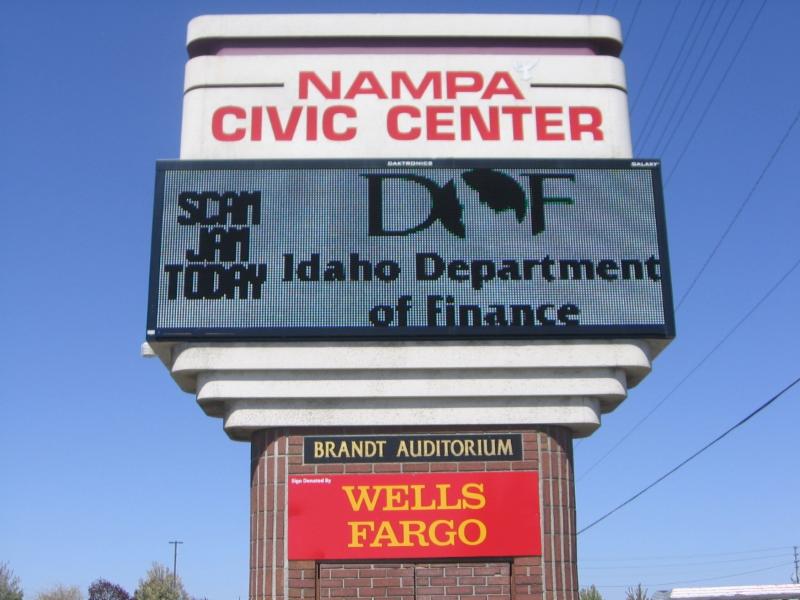 NAMPA
CIVIC CENTER
DAKTRONICS
GALAXY
SCAM
JAM
TODAY
DOF
Idaho Department
of Finance
BRANDT AUDITORIUM
Sign Donated By
WELLS
FARGO